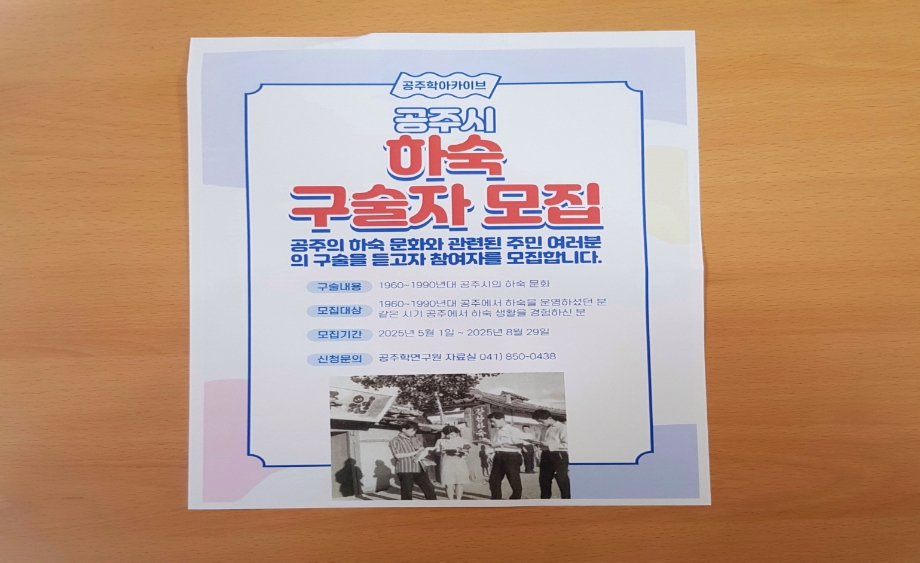 공주학아카이브
공주시
하숙
구술자 모집
공주의 하숙 문화와 관련된 주민 여러분
의 구술을 듣고자 참여자를 모집합니다.
구술내용 1960~1990년대 공주시의 하숙 문화
모집대상 1960~1990년대 공주에서 하숙을 운영하셨던 분
같은 시기 공주에서 하숙 생활을 경험하신 분
모집기간 2025년 5월 1일 ~ 2025년 8월 29일
신청문의 공주학연구원 자료실 041) 850-0438